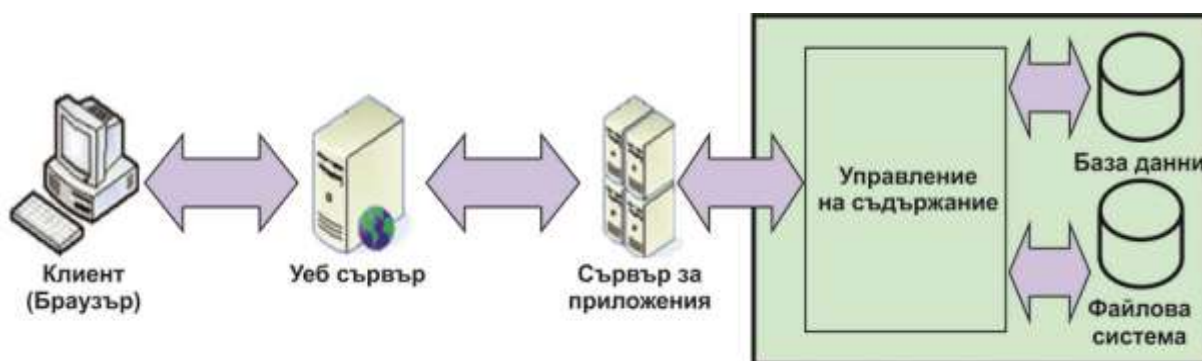 Клиент
(Браузър)
Уеб сървър
Сървър за
приложения
Управление
на съдържание
База данни
Файлова
система